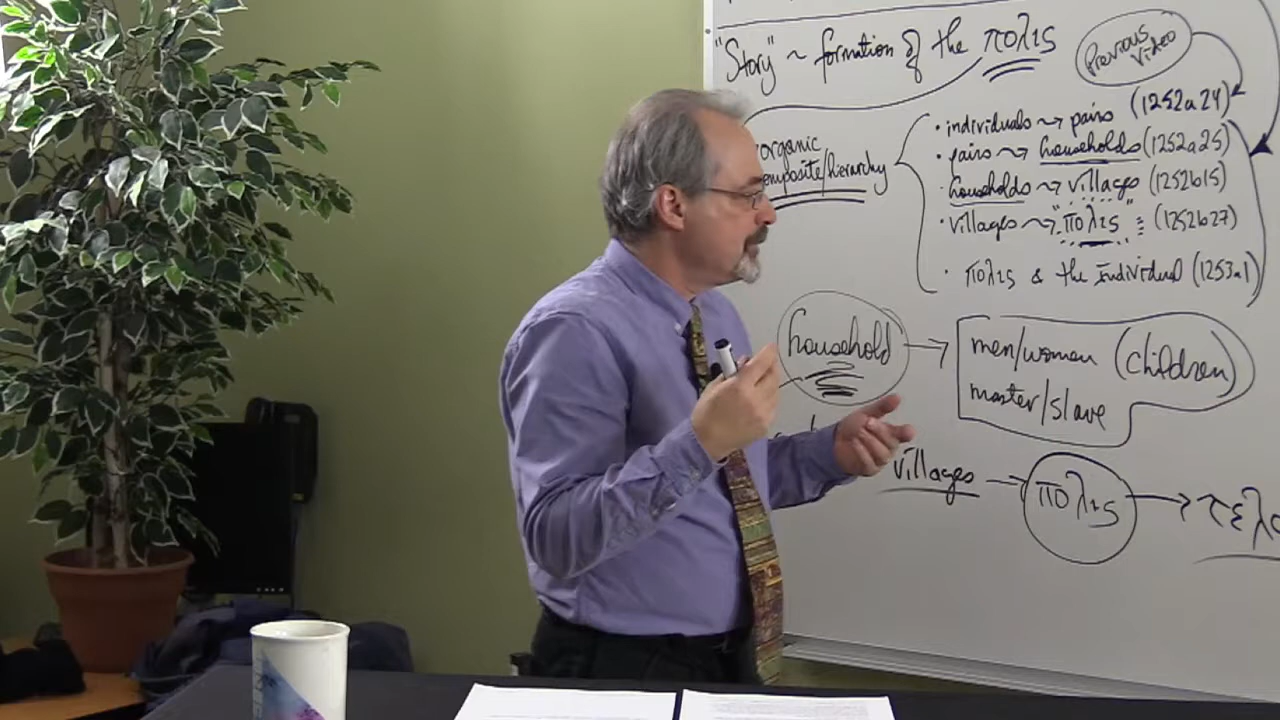 "Story" ~ formation of the πολις
Previous
video
organic
composite/hierarchy
• individuals ⇝ pairs (1252a24)
• pairs ⇝ households (1252a25)
• households ⇝ villages (1252b15)
• villages ⇝ "πολις" (1252b27)
• πολις & the individual (1253a1)
household → men/women (children)
master/slave
villages → πολις → τελ